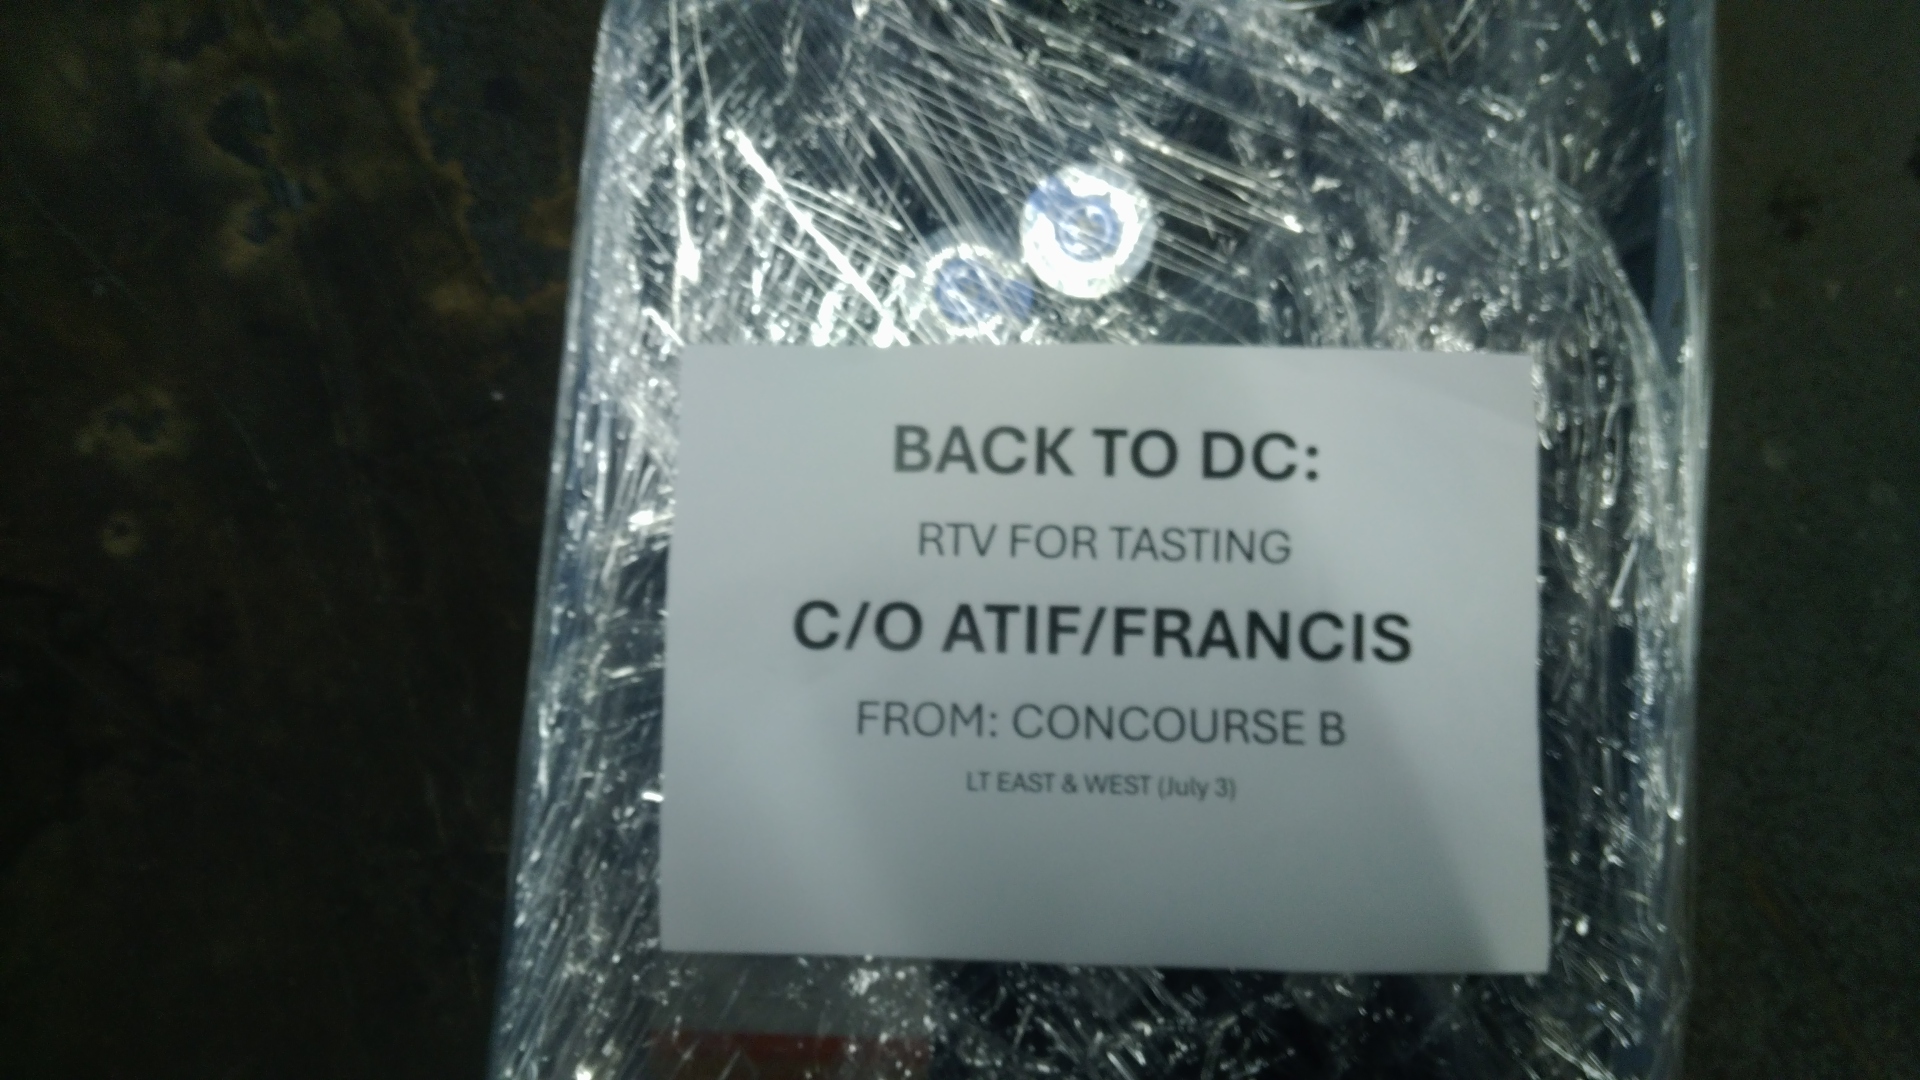 BACK TO DC:
RTV FOR TASTING
C/O ATIF/FRANCIS
FROM: CONCOURSE B
LT EAST & WEST (July 3)